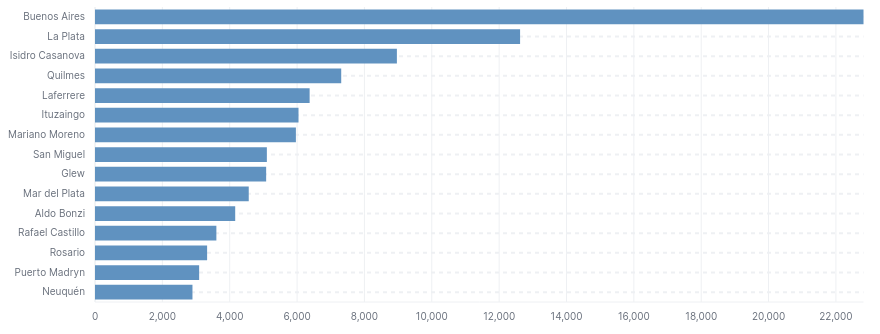 Buenos Aires
La Plata
Isidro Casanova
Quilmes
Laferrere
Ituzaingo
Mariano Moreno
San Miguel
Glew
Mar del Plata
Aldo Bonzi
Rafael Castillo
Rosario
Puerto Madryn
Neuquén
0 2,000 4,000 6,000 8,000 10,000 12,000 14,000 16,000 18,000 20,000 22,000